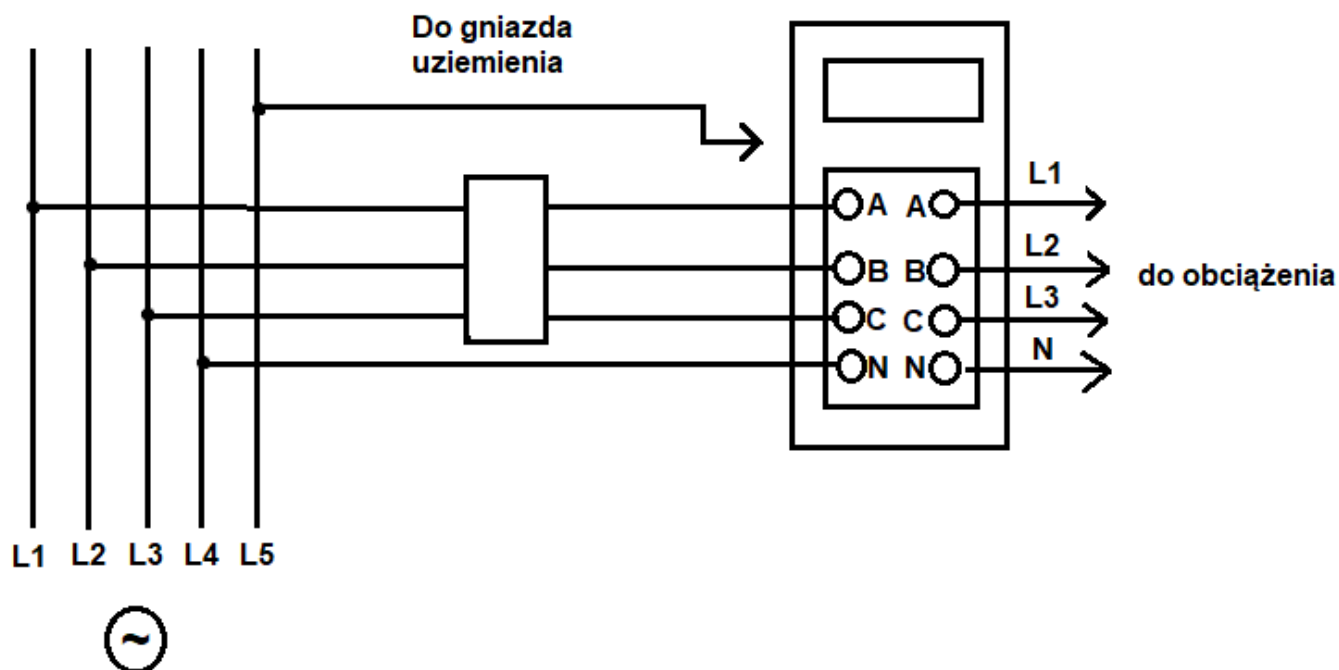 Do gniazda
uziemienia
A A L1
B B L2
C C L3
N N N
do obciążenia
L1 L2 L3 L4 L5
~